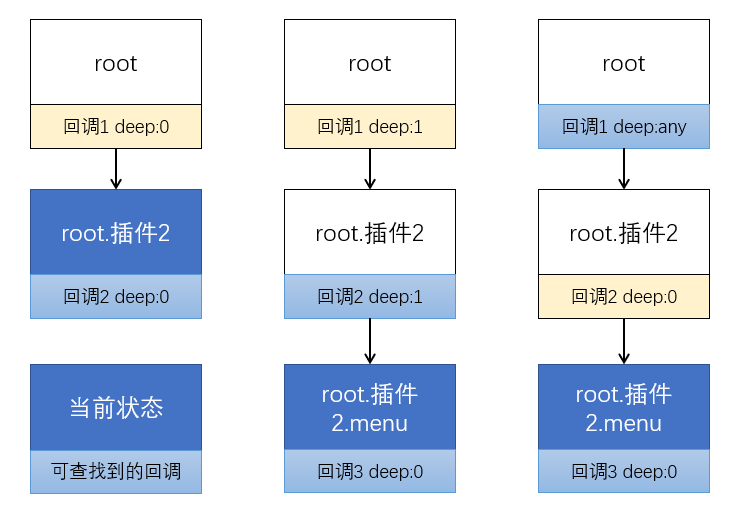 root
回调1 deep:0
root.插件2
回调2 deep:0
当前状态
可查找到的回调
root
回调1 deep:1
root.插件2
回调2 deep:1
root.插件
2.menu
回调3 deep:0
root
回调1 deep:any
root.插件2
回调2 deep:0
root.插件
2.menu
回调3 deep:0